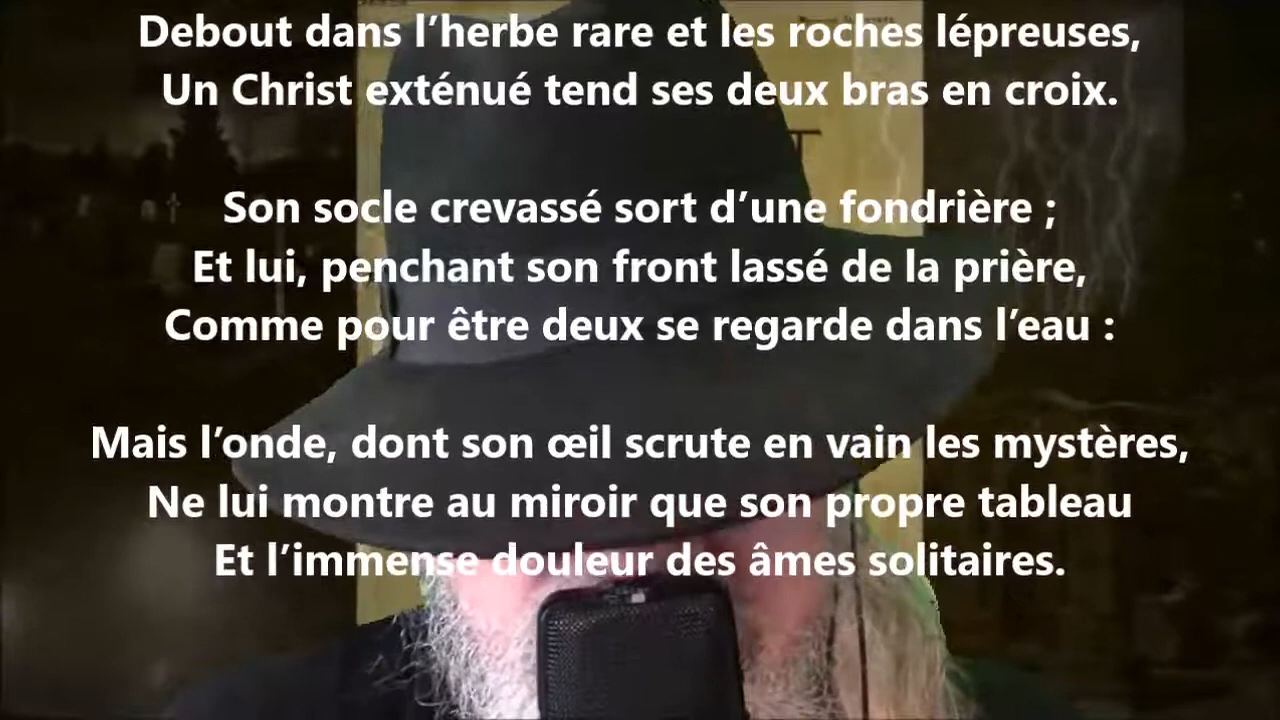 Debout dans l’herbe rare et les roches lépreuses,
Un Christ exténué tend ses deux bras en croix.
Son socle crevassé sort d’une fondrière ;
Et lui, penchant son front lassé de la prière,
Comme pour être deux se regarde dans l’eau :
Mais l’onde, dont son œil scrute en vain les mystères,
Ne lui montre au miroir que son propre tableau
Et l’immense douleur des âmes solitaires.